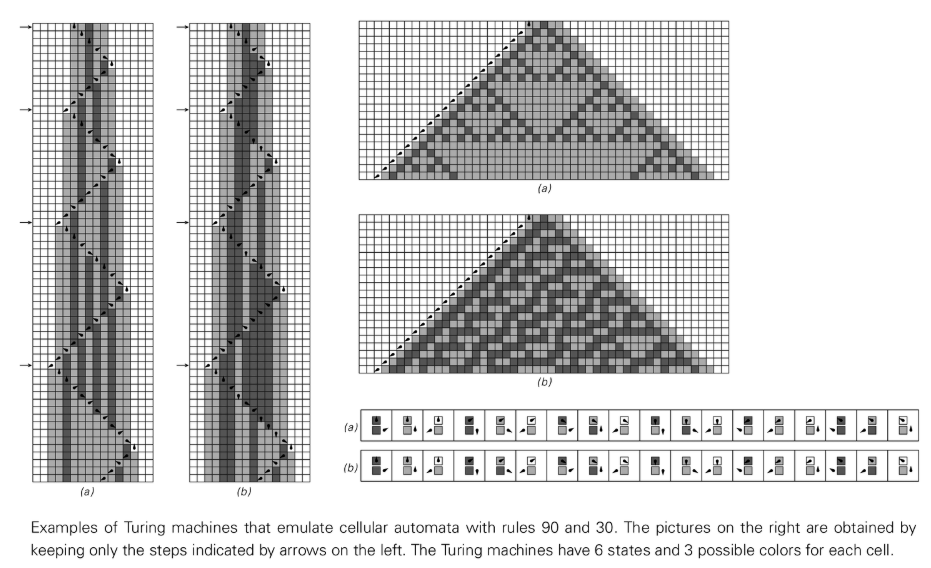 (a)
(b)
(a)
(b)
(a)
(b)
Examples of Turing machines that emulate cellular automata with rules 90 and 30. The pictures on the right are obtained by
keeping only the steps indicated by arrows on the left. The Turing machines have 6 states and 3 possible colors for each cell.